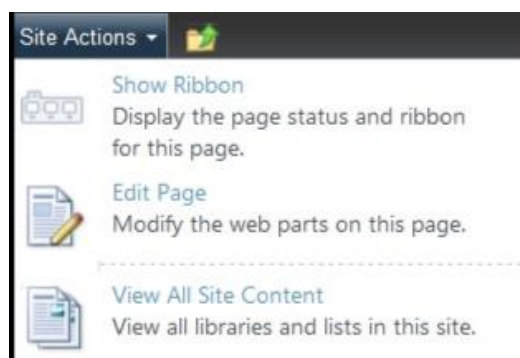 Site Actions
Show Ribbon
Display the page status and ribbon
for this page.
Edit Page
Modify the web parts on this page.
View All Site Content
View all libraries and lists in this site.